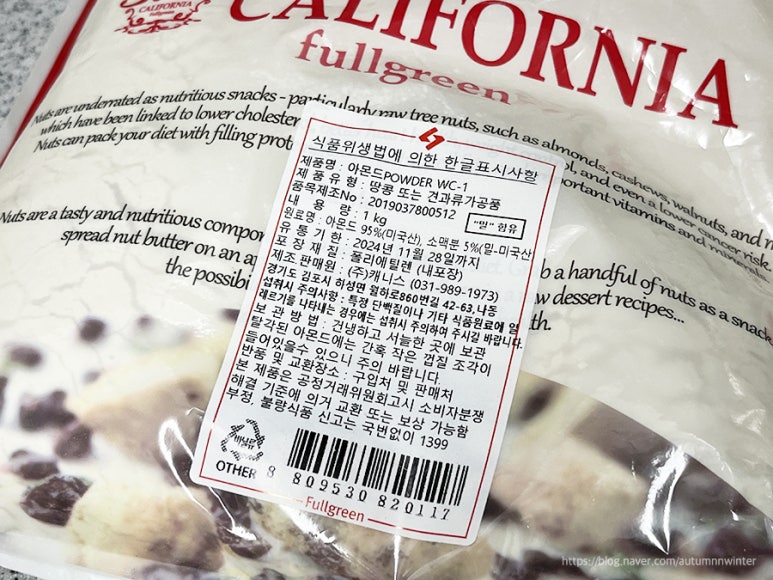 CALIFORNIA
CALIFORNIA
fullgreen
fullgreen
Nuts are underrated as nutritious snacks - particularly raw tree nuts, such as almonds, cashews, walnuts, and
which have been linked to lower cholester ol, and even a lower cancer risk.
Nuts can pack your diet with filling prot ortant vitamins and minerals.
Nuts are a tasty and nutritious compo b a handful of nuts as a snack
spread nut butter on an ap w dessert recipes...
the possibi th.
식품위생법에 의한 한글표시사항
제품명 : 아몬드POWDER WC-1
제 품 유 형 : 땅콩 또는 견과류가공품
품목제조No : 2019037800512
내 용 량 : 1 kg
"밀" 함유
원료명 : 아몬드 95%(미국산), 소맥분 5%(밀-미국산
유 통 기 한 : 2024년 11월 28일까지
포 장 재 질 : 폴리에틸렌 (내포장)
제조 판매원 : (주)캐니스 (031-989-1973)
경기도 김포시 하성면 월하로860번길 42-63,나동
섭취시 주의사항 : 특정 단백질이나 기타 식품원료에 알
레르기를 나타내는 경우에는 섭취시 주의하여 주시길 바랍니다.
보 관 방 법 : 건냉하고 서늘한 곳에 보관
탈각된 아몬드에는 간혹 작은 껍질 조각이
들어있을수 있으니 주의 바랍니다.
반품 및 교환장소 : 구입처 및 판매처
본 제품은 공정거래위원회고시 소비자분쟁
해결 기준에 의거 교환 또는 보상 가능함
부정, 불량식품 신고는 국번없이 1399
비닐류
OTHER
8 809530 820117
Fullgreen
https://blog.naver.com/autumnnwinter